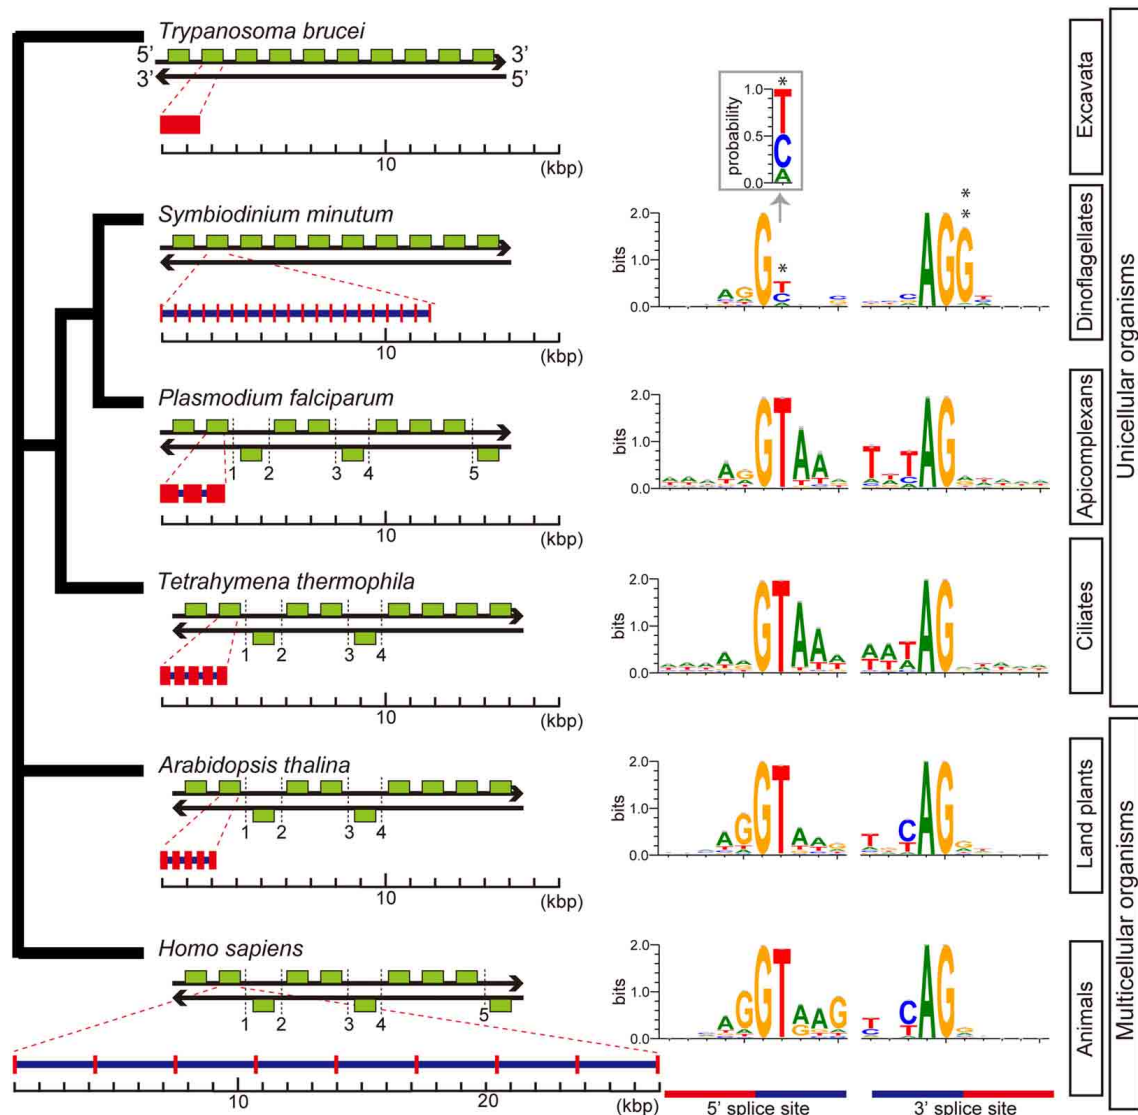 Trypanosoma brucei
5' 3'
3' 5'
10
(kbp)
Excavata
*
1.0
0.5
0.0
probability
T
C
A
Symbiodinium minutum
10
(kbp)
2.0
1.0
0.0
bits
*
*
*
Dinoflagellates
Plasmodium falciparum
1 2 3 4 5
10
(kbp)
2.0
1.0
0.0
bits
Apicomplexans
Tetrahymena thermophila
1 2 3 4
10
(kbp)
2.0
1.0
0.0
bits
Ciliates
Unicellular organisms
Arabidopsis thalina
1 2 3 4
10
(kbp)
2.0
1.0
0.0
bits
Land plants
Homo sapiens
1 2 3 4 5
10 20
(kbp)
2.0
1.0
0.0
bits
Animals
Multicellular organisms
5' splice site
3' splice site